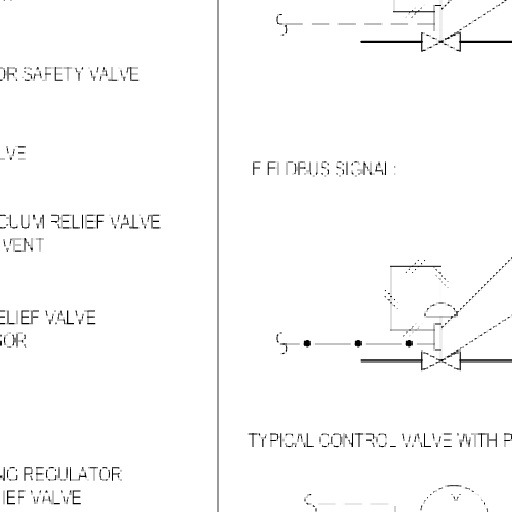 OR SAFETY VALVE
LVE
CUUM RELIEF VALVE
VENT
ELIEF VALVE
SOR
NG REGULATOR
IEF VALVE
FIELDBUS SIGNAL:
TYPICAL CONTROL VALVE WITH P
Y